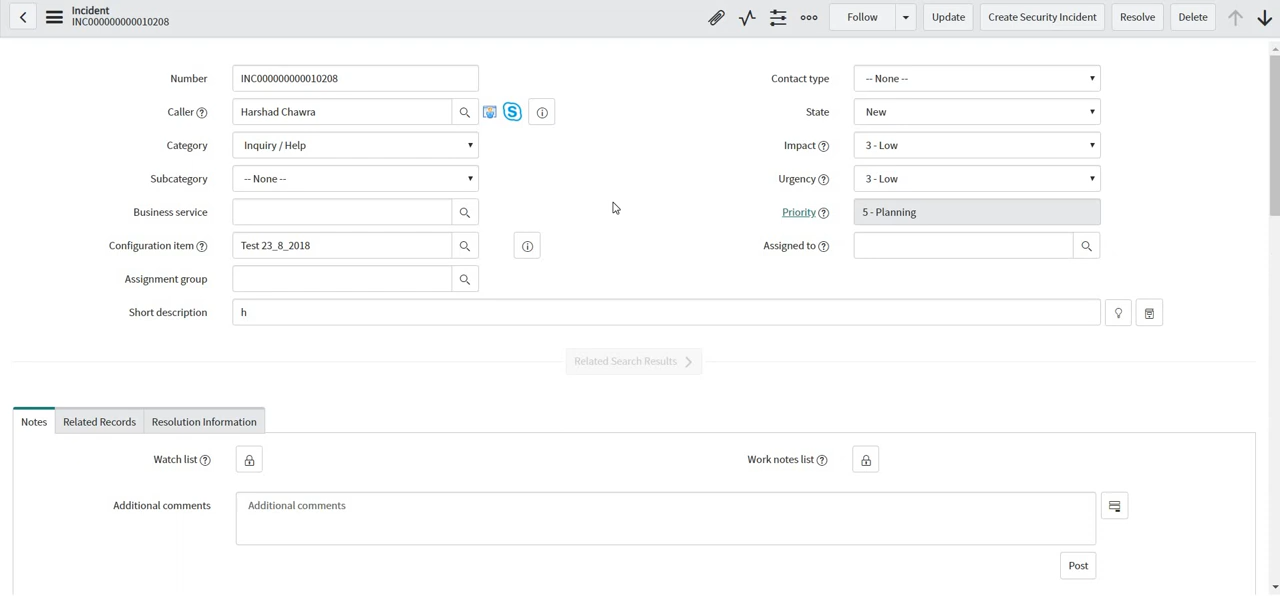 Incident
INC000000000010208
Follow
Update
Create Security Incident
Resolve
Delete
Number INC000000000010208
Contact type -- None --
Caller Harshad Chawra
State New
Category Inquiry / Help
Impact 3 - Low
Subcategory -- None --
Urgency 3 - Low
Business service
Priority 5 - Planning
Configuration item Test 23_8_2018
Assigned to
Assignment group
Short description h
Related Search Results
Notes Related Records Resolution Information
Watch list
Work notes list
Additional comments Additional comments
Post